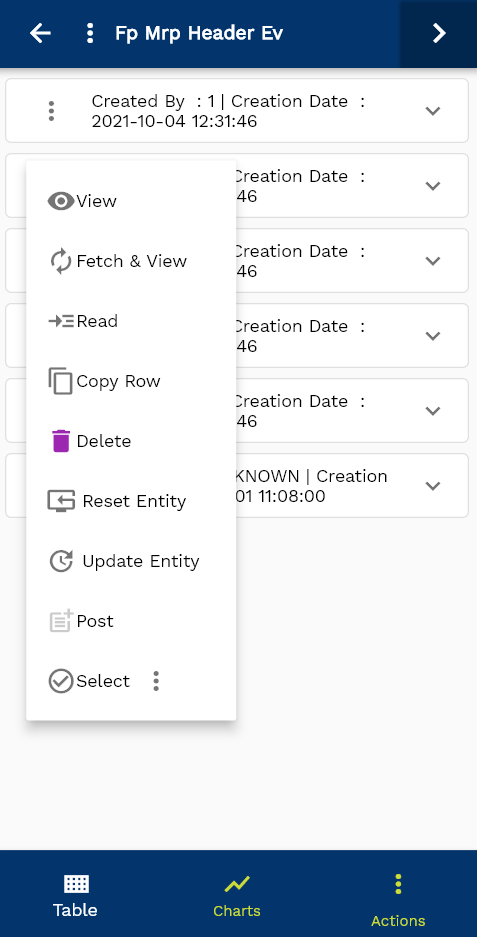 Fp Mrp Header Ev
Created By : 1 | Creation Date :
2021-10-04 12:31:46
Creation Date :
46
Creation Date :
46
Creation Date :
46
Creation Date :
46
KNOWN | Creation
01 11:08:00
View
Fetch & View
Read
Copy Row
Delete
Reset Entity
Update Entity
Post
Select
Table
Charts
Actions